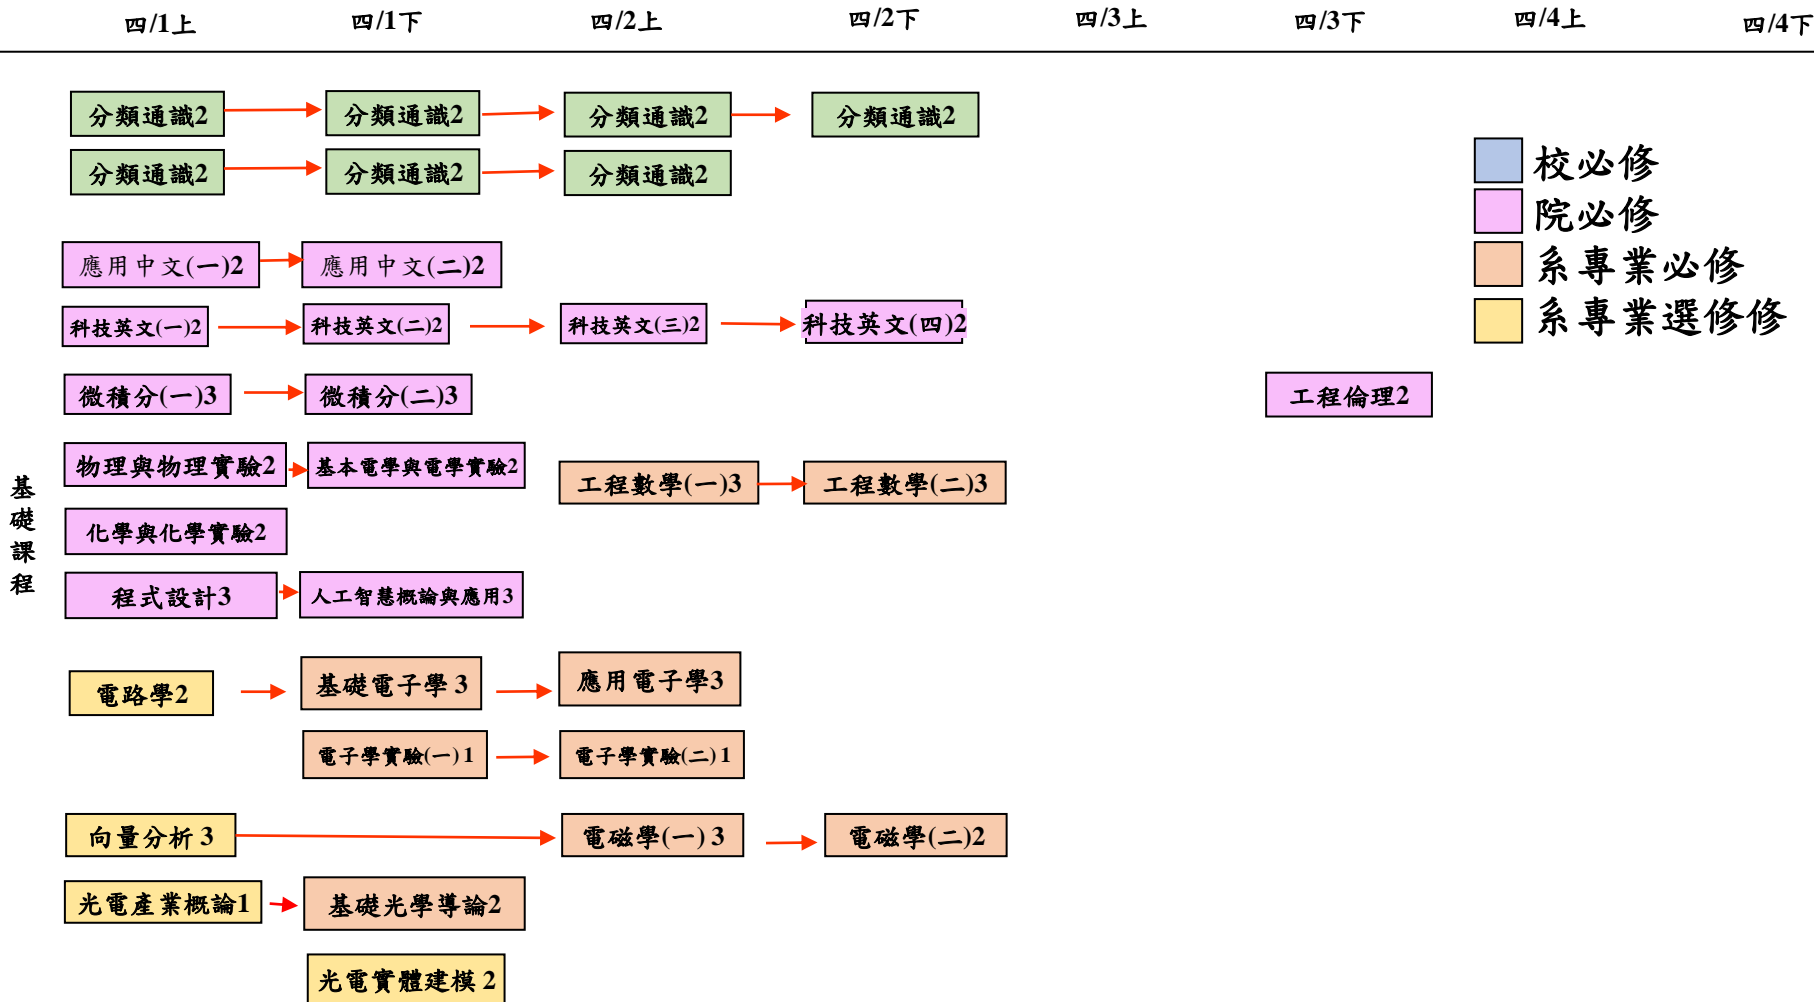 四/1上 四/1下 四/2上 四/2下 四/3上 四/3下 四/4上 四/4下
分類通識2 分類通識2 分類通識2 分類通識2
分類通識2 分類通識2 分類通識2
校必修
院必修
系專業必修
系專業選修修
應用中文(一)2 應用中文(二)2
科技英文(一)2 科技英文(二)2 科技英文(三)2 科技英文(四)2
微積分(一)3 微積分(二)3 工程倫理2
物理與物理實驗2 基本電學與電學實驗2 工程數學(一)3 工程數學(二)3
基礎課程
化學與化學實驗2
程式設計3 人工智慧概論與應用3
電路學2 基礎電子學 3 應用電子學3
電子學實驗(一) 1 電子學實驗(二) 1
向量分析 3 電磁學(一) 3 電磁學(二)2
光電產業概論1 基礎光學導論2
光電實體建模 2